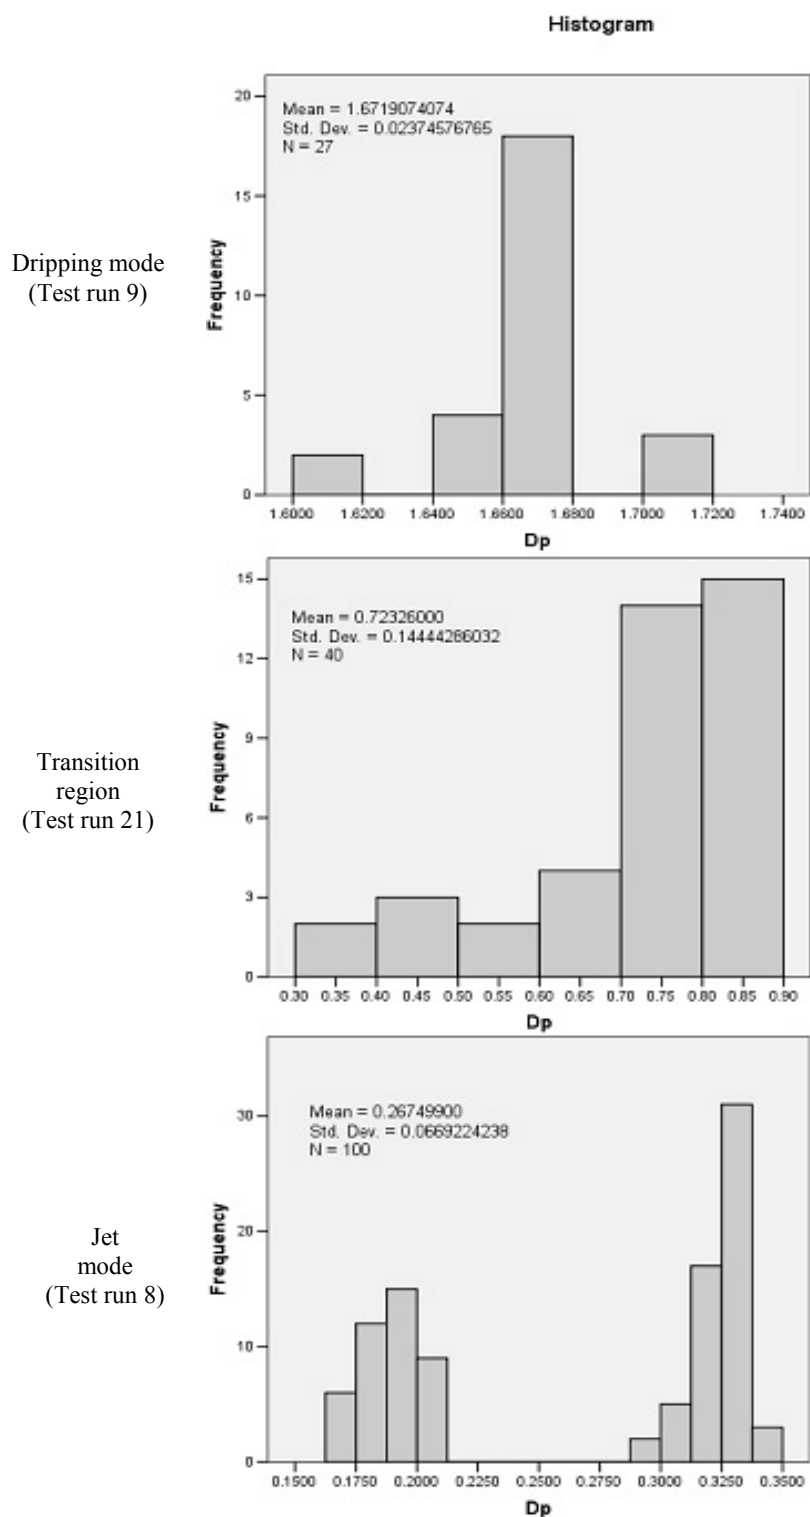 Histogram
Dripping mode
(Test run 9)
Mean = 1.6719074074
Std. Dev. = 0.02374576765
N = 27
Frequency
20
15
10
5
0
1.6000 1.6200 1.6400 1.6600 1.6800 1.7000 1.7200 1.7400
Dp
Transition
region
(Test run 21)
Mean = 0.72326000
Std. Dev. = 0.14444286032
N = 40
Frequency
15
12
9
6
3
0
0.30 0.35 0.40 0.45 0.50 0.55 0.60 0.65 0.70 0.75 0.80 0.85 0.90
Dp
Jet
mode
(Test run 8)
Mean = 0.26749900
Std. Dev. = 0.0669224238
N = 100
Frequency
30
20
10
0
0.1500 0.1750 0.2000 0.2250 0.2500 0.2750 0.3000 0.3250 0.3500
Dp